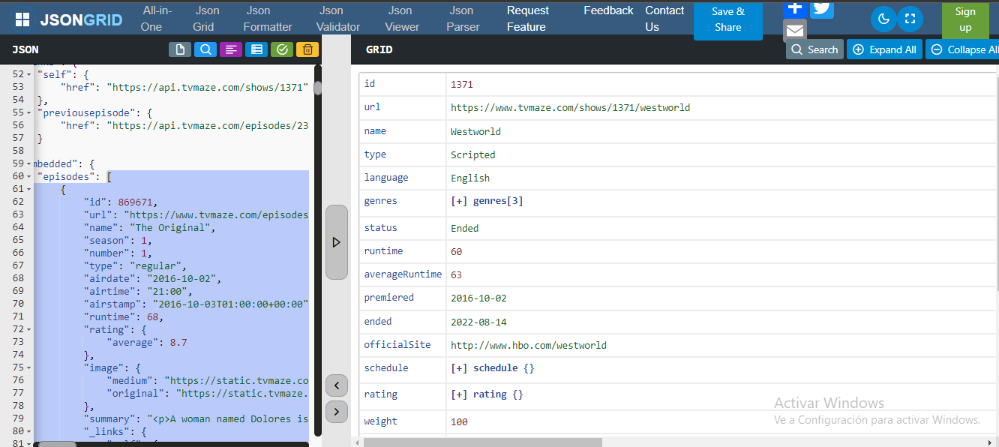 JSONGRID
All-in-One
Json Grid
Json Formatter
Json Validator
Json Viewer
Json Parser
Request Feature
Feedback
Contact Us
Save & Share
Sign up
JSON
52 "self": {
53 "href": "https://api.tvmaze.com/shows/1371"
54 },
55 "previousepisode": {
56 "href": "https://api.tvmaze.com/episodes/23
57 }
58
59 mbedded": {
60 "episodes": [
61 {
62 "id": 869671,
63 "url": "https://www.tvmaze.com/episodes
64 "name": "The Original",
65 "season": 1,
66 "number": 1,
67 "type": "regular",
68 "airdate": "2016-10-02",
69 "airtime": "21:00",
70 "airstamp": "2016-10-03T01:00:00+00:00"
71 "runtime": 68,
72 "rating": {
73 "average": 8.7
74 },
75 "image": {
76 "medium": "https://static.tvmaze.co
77 "original": "https://static.tvmaze.
78 },
79 "summary": "<p>A woman named Dolores is
80 "_links": {
81
GRID
Search
Expand All
Collapse All
id 1371
url https://www.tvmaze.com/shows/1371/westworld
name Westworld
type Scripted
language English
genres [+] genres[3]
status Ended
runtime 60
averageRuntime 63
premiered 2016-10-02
ended 2022-08-14
officialSite http://www.hbo.com/westworld
schedule [+] schedule {}
rating [+] rating {}
weight 100
Activar Windows
Ve a Configuración para activar Windows.